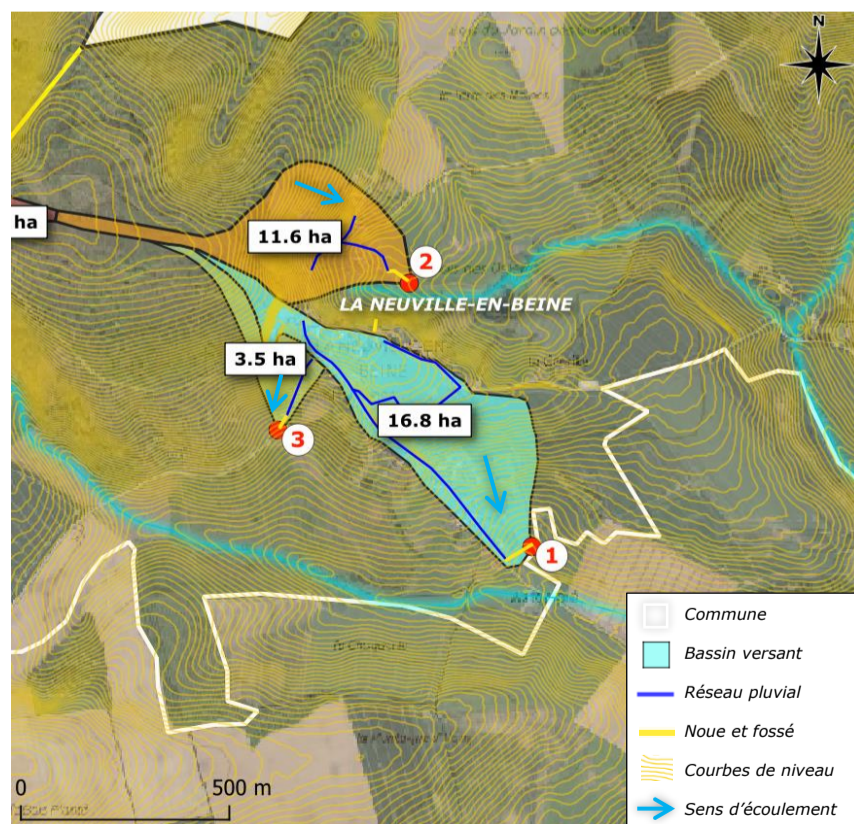 N
ha
11.6 ha
2
LA NEUVILLE-EN-BEINE
3.5 ha
16.8 ha
3
1
Commune
Bassin versant
Réseau pluvial
Noue et fossé
Courbes de niveau
Sens d'écoulement
0 500 m